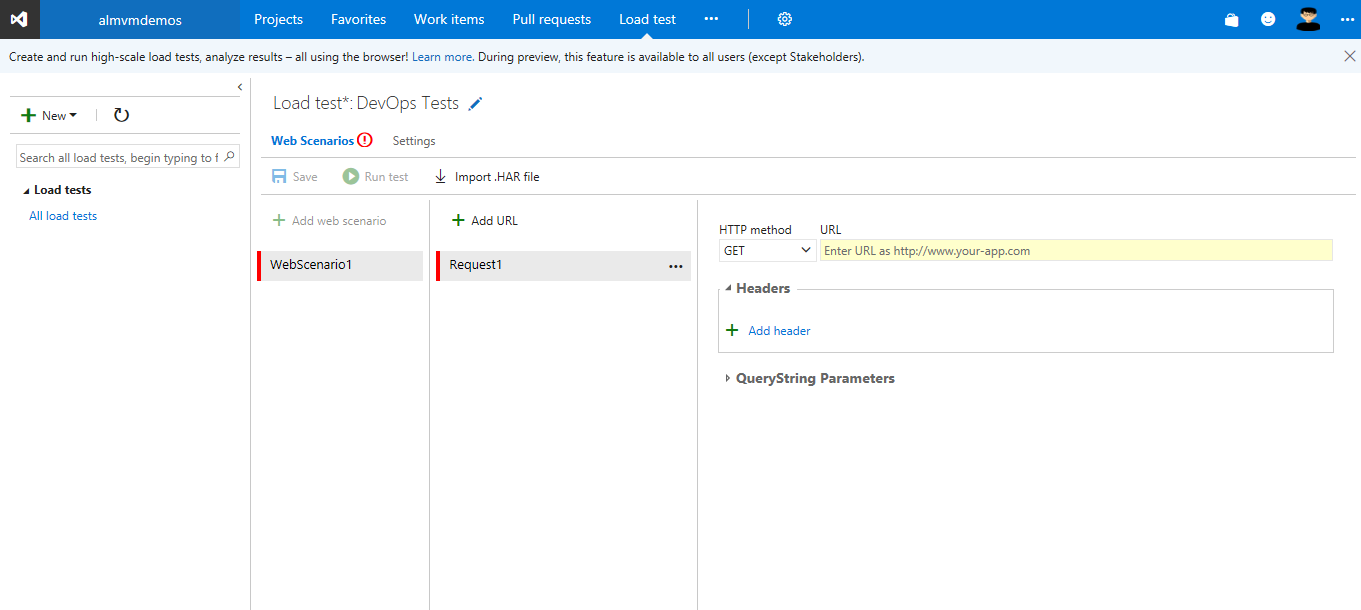 almvmdemos
Projects
Favorites
Work items
Pull requests
Load test
Create and run high-scale load tests, analyze results – all using the browser! Learn more. During preview, this feature is available to all users (except Stakeholders).
New
Search all load tests, begin typing to f
Load tests
All load tests
Load test*: DevOps Tests
Web Scenarios
Settings
Save
Run test
Import .HAR file
Add web scenario
WebScenario1
Add URL
Request1
HTTP method
URL
GET
Enter URL as http://www.your-app.com
Headers
Add header
QueryString Parameters